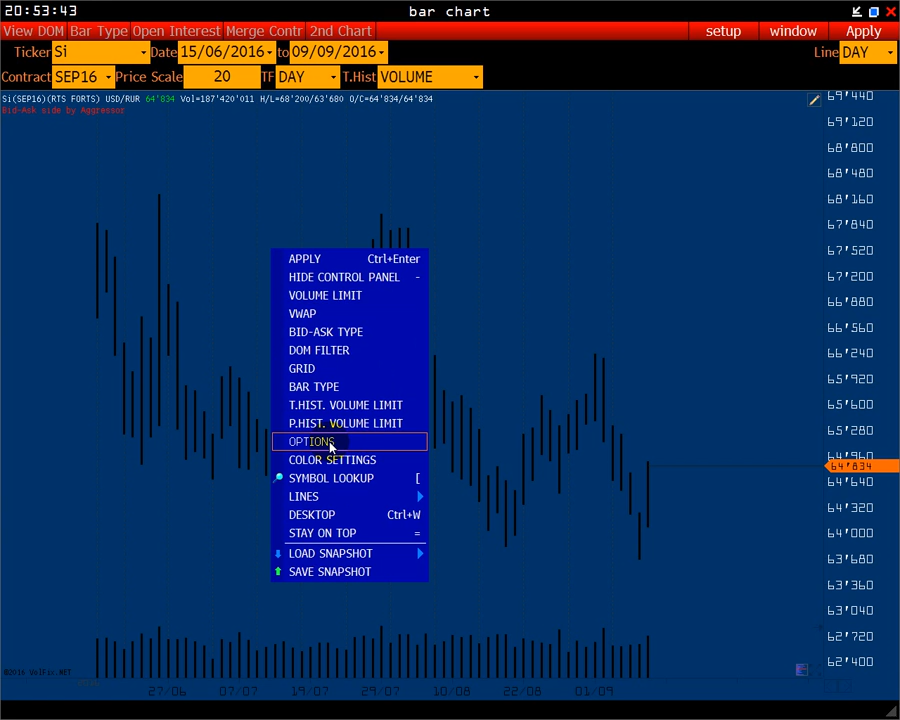 20:53:43
bar chart
View DOM Bar Type Open Interest Merge Contr 2nd Chart setup window Apply
Ticker Si Date 15/06/2016 to 09/09/2016 Line DAY
Contract SEP16 Price Scale 20 TF DAY T.Hist VOLUME
Si(SEP16)(RTS FORTS) USD/RUR 64'834 Vol=187'420'011 H/L=68'200/63'680 O/C=64'834/64'834
Bid-Ask side by Aggressor
69'440
69'120
68'800
68'480
68'160
67'840
67'520
67'200
66'880
66'560
66'240
65'920
65'600
65'280
64'960
64'834
64'640
64'320
64'000
63'680
63'360
63'040
62'720
62'400
APPLY Ctrl+Enter
HIDE CONTROL PANEL -
VOLUME LIMIT
VWAP
BID-ASK TYPE
DOM FILTER
GRID
BAR TYPE
T.HIST. VOLUME LIMIT
P.HIST. VOLUME LIMIT
OPTIONS
COLOR SETTINGS
SYMBOL LOOKUP [
LINES
DESKTOP Ctrl+W
STAY ON TOP =
LOAD SNAPSHOT
SAVE SNAPSHOT
©2016 VolFix.NET
27/06 07/07 19/07 29/07 10/08 22/08 01/09